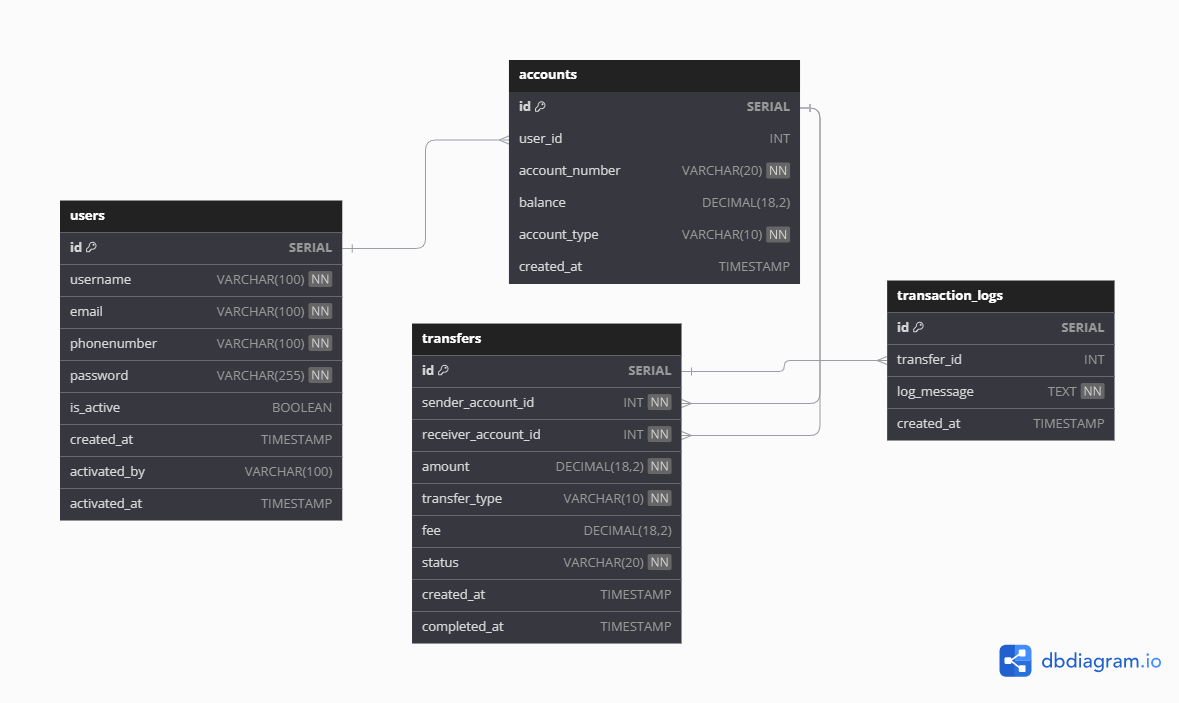 accounts
id SERIAL
user_id INT
account_number VARCHAR(20) NN
balance DECIMAL(18,2)
account_type VARCHAR(10) NN
created_at TIMESTAMP
users
id SERIAL
username VARCHAR(100) NN
email VARCHAR(100) NN
phonenumber VARCHAR(100) NN
password VARCHAR(255) NN
is_active BOOLEAN
created_at TIMESTAMP
activated_by VARCHAR(100)
activated_at TIMESTAMP
transfers
id SERIAL
sender_account_id INT NN
receiver_account_id INT NN
amount DECIMAL(18,2) NN
transfer_type VARCHAR(10) NN
fee DECIMAL(18,2)
status VARCHAR(20) NN
created_at TIMESTAMP
completed_at TIMESTAMP
transaction_logs
id SERIAL
transfer_id INT
log_message TEXT NN
created_at TIMESTAMP
dbdiagram.io